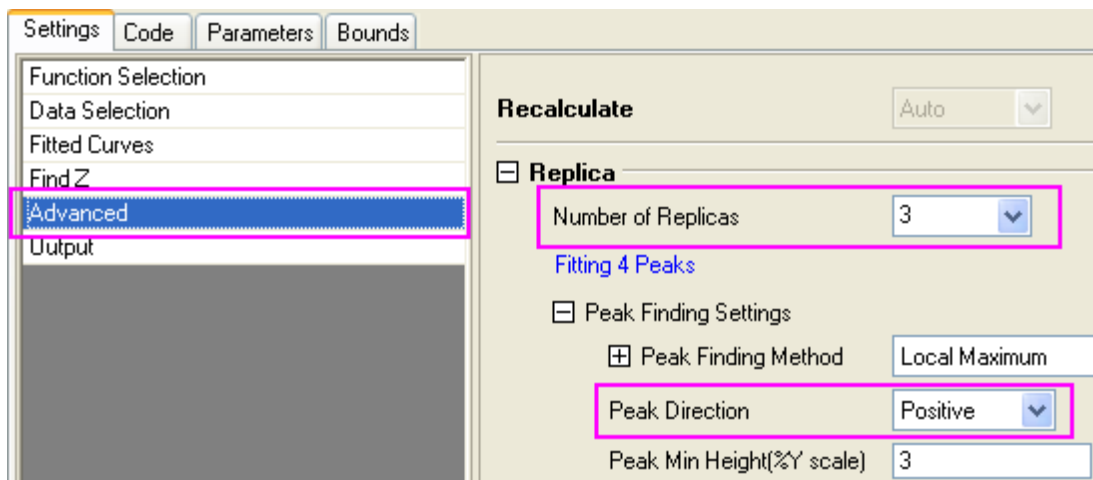 Settings Code Parameters Bounds
Function Selection
Data Selection
Fitted Curves
Find Z
Advanced
Output
Recalculate Auto
Replica
Number of Replicas 3
Fitting 4 Peaks
Peak Finding Settings
Peak Finding Method Local Maximum
Peak Direction Positive
Peak Min Height(%Y scale) 3